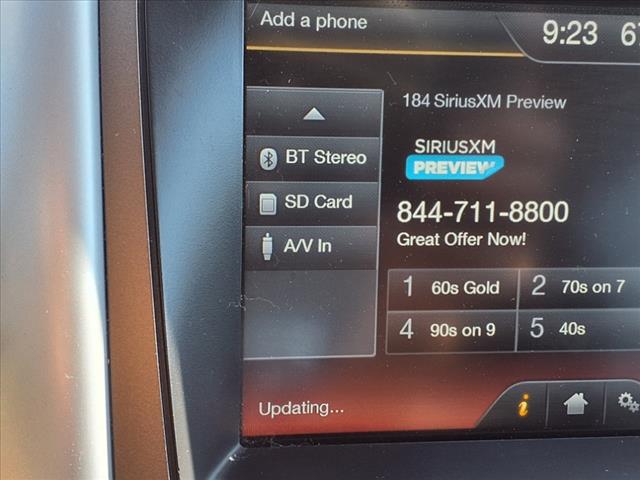 Add a phone
9:23
184 SiriusXM Preview
SIRIUSXM
PREVIEW
BT Stereo
SD Card
A/V In
844-711-8800
Great Offer Now!
1 60s Gold
2 70s on 7
4 90s on 9
5 40s
Updating...
i